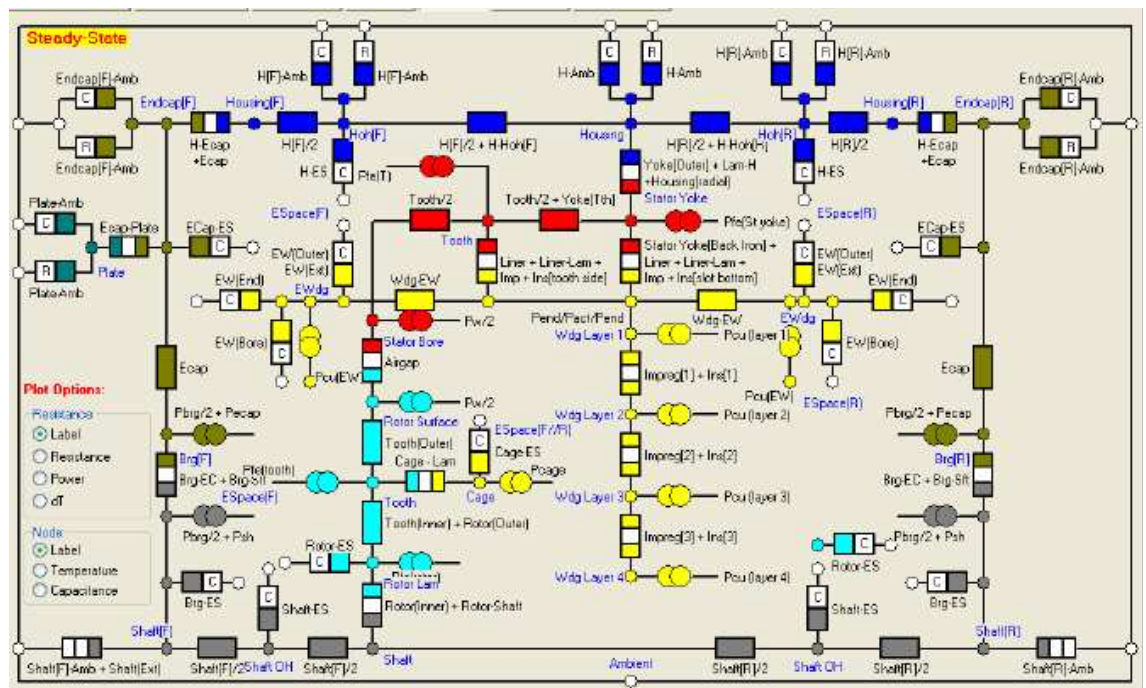 Steady-State
C
R
C
R
C
R
H[F]-Amb
H[F]-Amb
H-Amb
H-Amb
H[R]-Amb
H[R]-Amb
Endcap[F]-Amb
C
R
Endcap[F]-Amb
Endcap[F]
Housing[F]
H-Ecap
+Ecap
H[F]/2
Hoh[F]
H[F]/2 + H-Hoh[F]
Housing
H[R]/2 + H-Hoh[R]
Hoh[R]
H[R]/2
Housing[R]
Endcap[R]
H-Ecap
+Ecap
Endcap[R]-Amb
C
R
Endcap[R]-Amb
H-ES
C
Pfe(T)
Yoke[Outer] + Lam-H
+Housing[radial]
Stator Yoke
H-ES
C
Plate-Amb
C
Ecap-Plate
Plate
R
Plate-Amb
ECap-ES
C
ESpace[F]
EW[Outer]
EW[Ext]
C
Tooth/2
Tooth
Tooth/2 + Yoke[Tth]
Pfe(St yoke)
Liner + Liner-Lam +
Imp + Ins[tooth side]
Stator Yoke[Back Iron] +
Liner + Liner-Lam +
Imp + Ins[slot bottom]
ESpace[R]
C
EW[Outer]
EW[Ext]
ECap-ES
C
EW[End]
C
EWdg
Wdg-EW
Pend/Pact/Pend
Wdg-EW
EWdg
EW[End]
C
EW[Bore]
C
Pcu(EW)
Pw/2
Stator Bore
Airgap
Wdg Layer 1
Pcu (layer 1)
C
EW[Bore]
Pcu(EW)
ESpace[R]
Ecap
Impreg[1] + Ins[1]
Ecap
Plot Options:
Resistance
Label
Resistance
Power
dT
Node
Label
Temperature
Capacitance
Pbrg/2 + Pecap
Brg[F]
Brg-EC + Brg-Sft
ESpace[F]
Pbrg/2 + Psh
Pw/2
Rotor Surface
Tooth[Outer]
ESpace[F//R]
C
Cage-ES
Pfe(tooth)
Cage - Lam
Pcage
Cage
Tooth
Tooth[Inner] + Rotor[Outer]
Wdg Layer 2
Pcu (layer 2)
Impreg[2] + Ins[2]
Wdg Layer 3
Pcu (layer 3)
Impreg[3] + Ins[3]
Wdg Layer 4
Pcu (layer 4)
Pbrg/2 + Pecap
Brg[R]
Brg-EC + Brg-Sft
Pbrg/2 + Psh
Rotor-ES
C
C
Rotor-ES
Brg-ES
C
C
Shaft-ES
Rotor Lam
Rotor[Inner] + Rotor-Shaft
C
Shaft-ES
C
Brg-ES
Shaft[F]
Shaft[F]-Amb + Shaft[Ext]
Shaft[F]/2
Shaft OH
Shaft[F]/2
Shaft
Ambient
Shaft[R]/2
Shaft OH
Shaft[R]/2
Shaft[R]
Shaft[R]-Amb